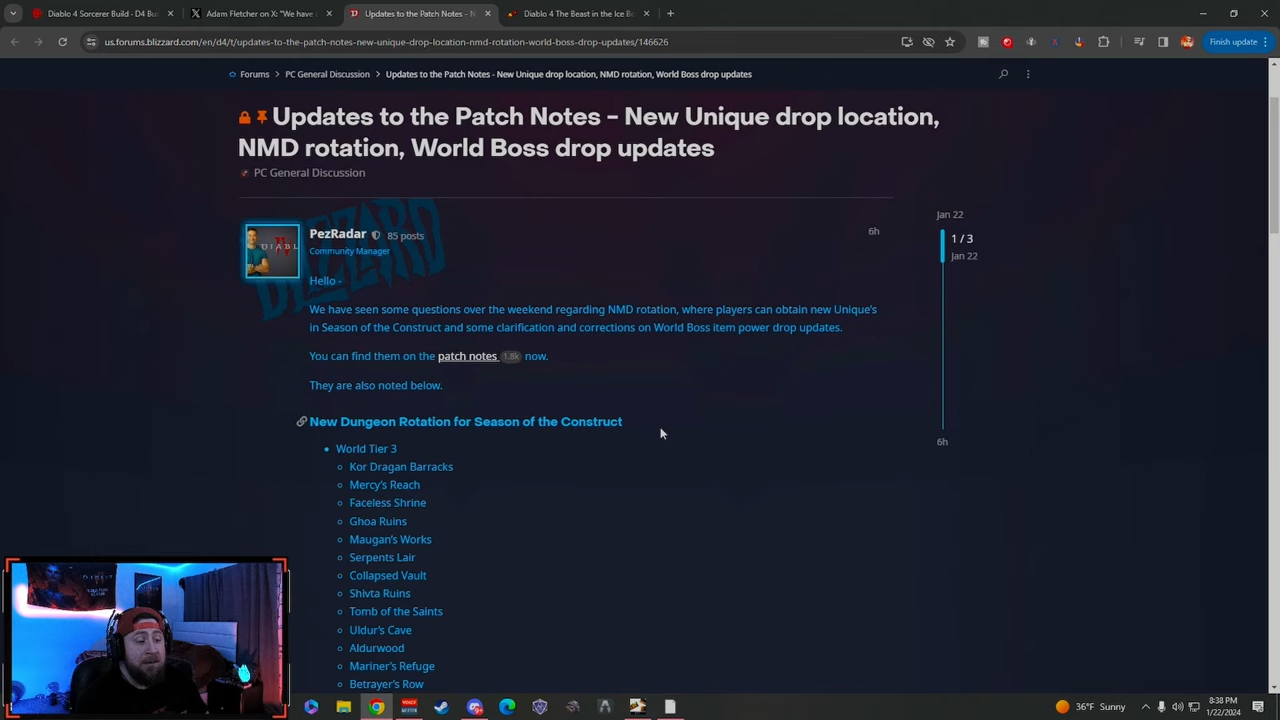 Diablo 4 Sorcerer Build - D4 Bu
Adam Fletcher on X: "We have
Updates to the Patch Notes - N
Diablo 4 The Beast in the Ice B
us.forums.blizzard.com/en/d4/t/updates-to-the-patch-notes-new-unique-drop-location-nmd-rotation-world-boss-drop-updates/146626
Finish update
Forums > PC General Discussion > Updates to the Patch Notes - New Unique drop location, NMD rotation, World Boss drop updates
Updates to the Patch Notes - New Unique drop location,
NMD rotation, World Boss drop updates
PC General Discussion
PezRadar 85 posts 6h
Community Manager
Hello -
We have seen some questions over the weekend regarding NMD rotation, where players can obtain new Unique's
in Season of the Construct and some clarification and corrections on World Boss item power drop updates.
You can find them on the patch notes 1.8k now.
They are also noted below.
New Dungeon Rotation for Season of the Construct
• World Tier 3
Kor Dragan Barracks
Mercy's Reach
Faceless Shrine
Ghoa Ruins
Maugan's Works
Serpents Lair
Collapsed Vault
Shivta Ruins
Tomb of the Saints
Uldur's Cave
Aldurwood
Mariner's Refuge
Betrayer's Row
Jan 22
1 / 3
Jan 22
6h
BLIZZARD
DIABL
36°F Sunny
8:38 PM
1/22/2024